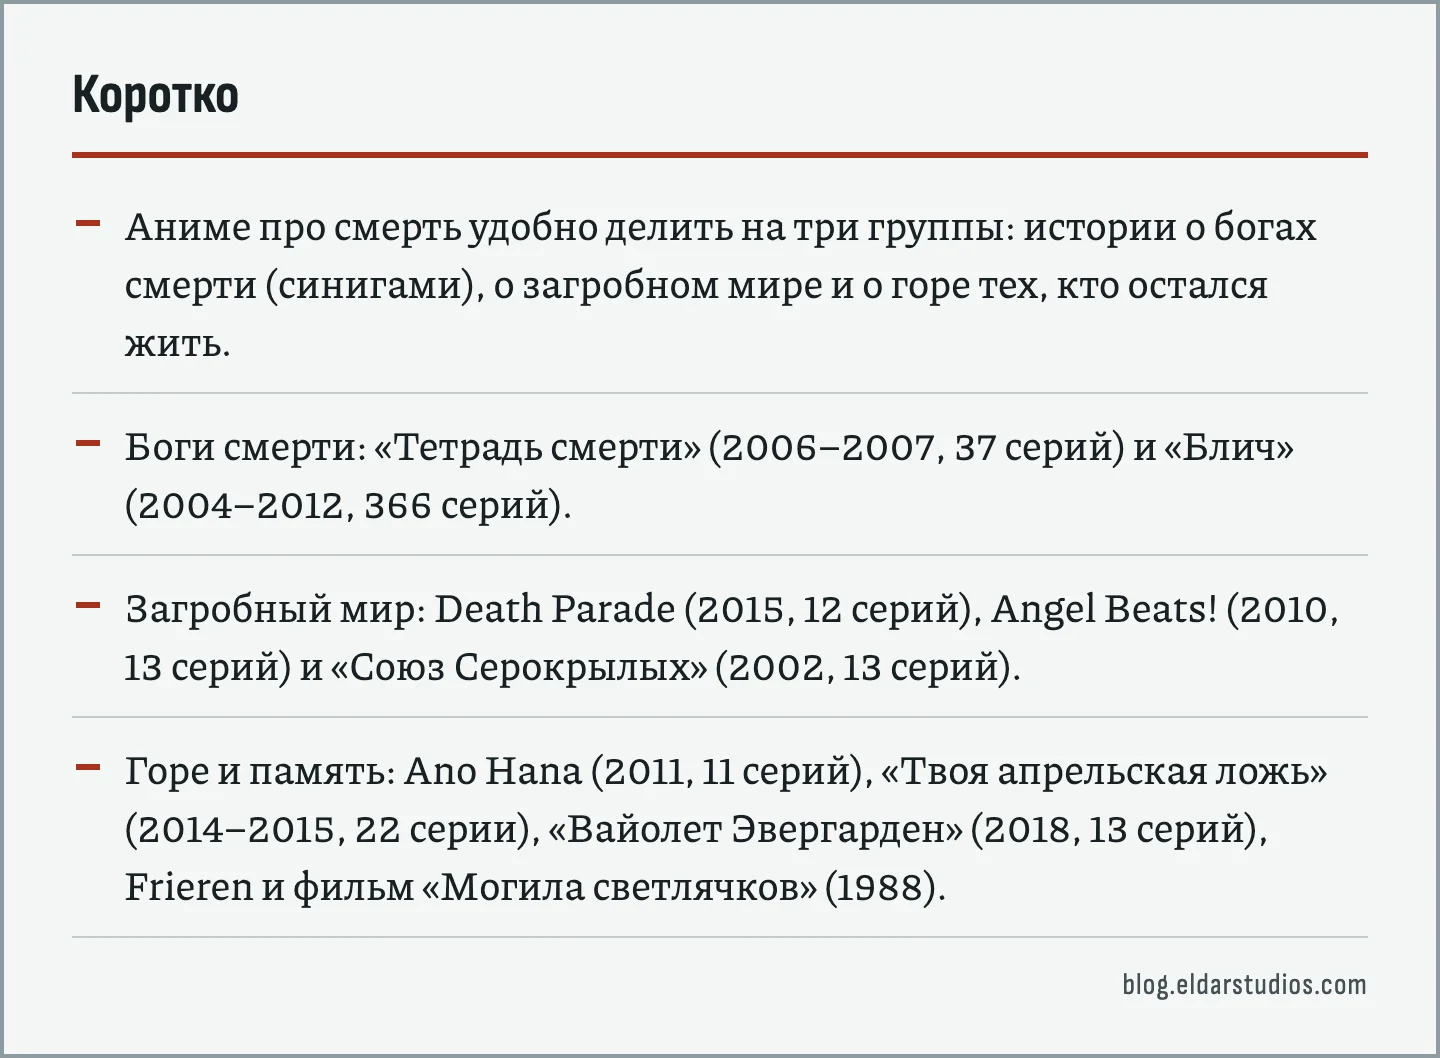 Коротко
– Аниме про смерть удобно делить на три группы: истории о богах
смерти (синигами), о загробном мире и о горе тех, кто остался
жить.
– Боги смерти: «Тетрадь смерти» (2006–2007, 37 серий) и «Блич»
(2004–2012, 366 серий).
– Загробный мир: Death Parade (2015, 12 серий), Angel Beats! (2010,
13 серий) и «Союз Серокрылых» (2002, 13 серий).
– Горе и память: Ano Hana (2011, 11 серий), «Твоя апрельская ложь»
(2014–2015, 22 серии), «Вайолет Эвергарден» (2018, 13 серий),
Frieren и фильм «Могила светлячков» (1988).
blog.eldarstudios.com